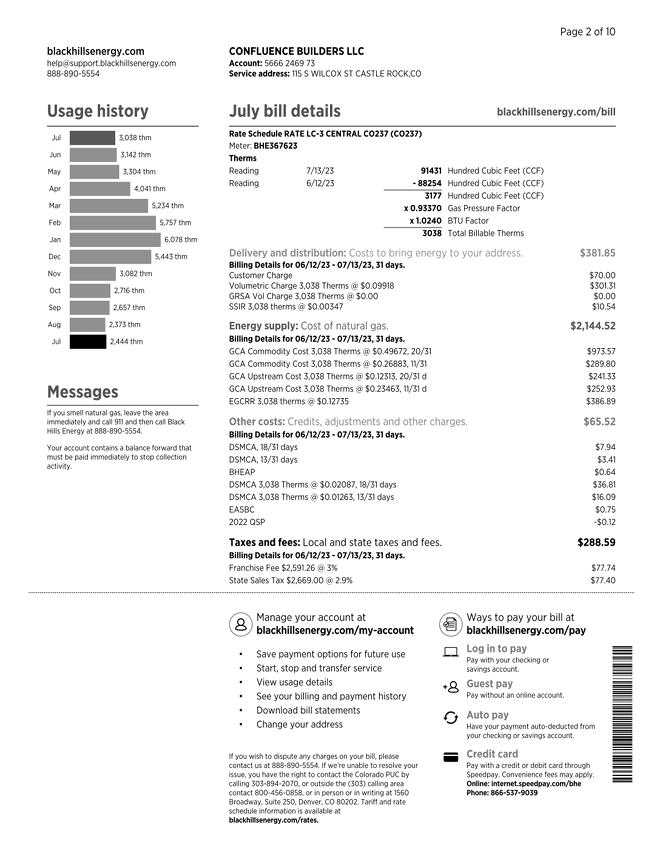 Page 2 of 10
blackhillsenergy.com
help@support.blackhillsenergy.com
888-890-5554
CONFLUENCE BUILDERS LLC
Account: 5666 2469 73
Service address: 115 S WILCOX ST CASTLE ROCK,CO
Usage history
Jul 3,038 thm
Jun 3,142 thm
May 3,304 thm
Apr 4,041 thm
Mar 5,234 thm
Feb 5,757 thm
Jan 6,078 thm
Dec 5,443 thm
Nov 3,082 thm
Oct 2,716 thm
Sep 2,657 thm
Aug 2,373 thm
Jul 2,444 thm
Messages
If you smell natural gas, leave the area
immediately and call 911 and then call Black
Hills Energy at 888-890-5554.
Your account contains a balance forward that
must be paid immediately to stop collection
activity.
July bill details blackhillsenergy.com/bill
Rate Schedule RATE LC-3 CENTRAL CO237 (CO237)
Meter: BHE367623
Therms
Reading 7/13/23 91431 Hundred Cubic Feet (CCF)
Reading 6/12/23 - 88254 Hundred Cubic Feet (CCF)
3177 Hundred Cubic Feet (CCF)
x 0.93370 Gas Pressure Factor
x 1.0240 BTU Factor
3038 Total Billable Therms
Delivery and distribution: Costs to bring energy to your address. $381.85
Billing Details for 06/12/23 - 07/13/23, 31 days.
Customer Charge $70.00
Volumetric Charge 3,038 Therms @ $0.09918 $301.31
GRSA Vol Charge 3,038 Therms @ $0.00 $0.00
SSIR 3,038 therms @ $0.00347 $10.54
Energy supply: Cost of natural gas. $2,144.52
Billing Details for 06/12/23 - 07/13/23, 31 days.
GCA Commodity Cost 3,038 Therms @ $0.49672, 20/31 $973.57
GCA Commodity Cost 3,038 Therms @ $0.26883, 11/31 $289.80
GCA Upstream Cost 3,038 Therms @ $0.12313, 20/31 d $241.33
GCA Upstream Cost 3,038 Therms @ $0.23463, 11/31 d $252.93
EGCRR 3,038 therms @ $0.12735 $386.89
Other costs: Credits, adjustments and other charges. $65.52
Billing Details for 06/12/23 - 07/13/23, 31 days.
DSMCA, 18/31 days $7.94
DSMCA, 13/31 days $3.41
BHEAP $0.64
DSMCA 3,038 Therms @ $0.02087, 18/31 days $36.81
DSMCA 3,038 Therms @ $0.01263, 13/31 days $16.09
EASBC $0.75
2022 QSP -$0.12
Taxes and fees: Local and state taxes and fees. $288.59
Billing Details for 06/12/23 - 07/13/23, 31 days.
Franchise Fee $2,591.26 @ 3% $77.74
State Sales Tax $2,669.00 @ 2.9% $77.40
Manage your account at
blackhillsenergy.com/my-account
• Save payment options for future use
• Start, stop and transfer service
• View usage details
• See your billing and payment history
• Download bill statements
• Change your address
If you wish to dispute any charges on your bill, please
contact us at 888-890-5554. If we're unable to resolve your
issue, you have the right to contact the Colorado PUC by
calling 303-894-2070, or outside the (303) calling area
contact 800-456-0858, or in person or in writing at 1560
Broadway, Suite 250, Denver, CO 80202. Tariff and rate
schedule information is available at
blackhillsenergy.com/rates.
Ways to pay your bill at
blackhillsenergy.com/pay
Log in to pay
Pay with your checking or
savings account.
Guest pay
Pay without an online account.
Auto pay
Have your payment auto-deducted from
your checking or savings account.
Credit card
Pay with a credit or debit card through
Speedpay. Convenience fees may apply.
Online: internet.speedpay.com/bhe
Phone: 866-537-9039